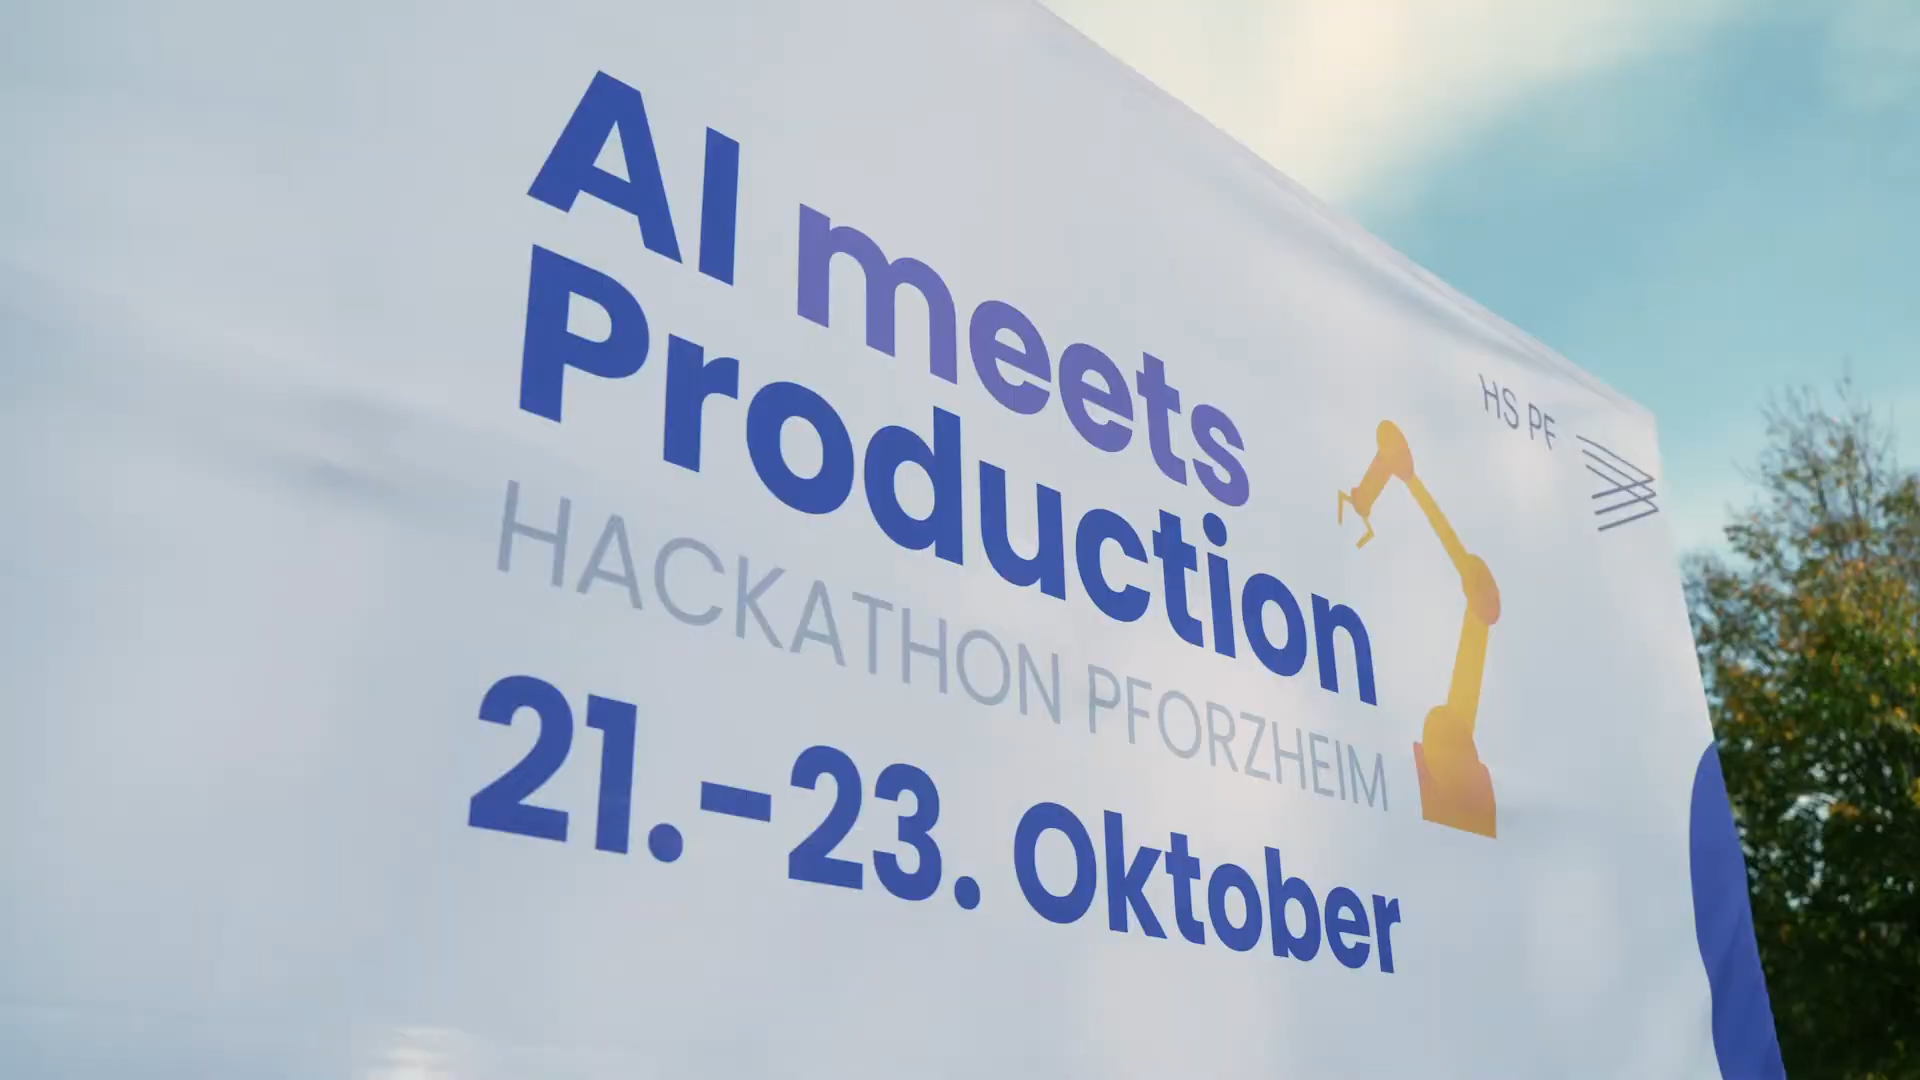 AI meets
Production
HACKATHON PFORZHEIM
21.–23. Oktober
HS PF